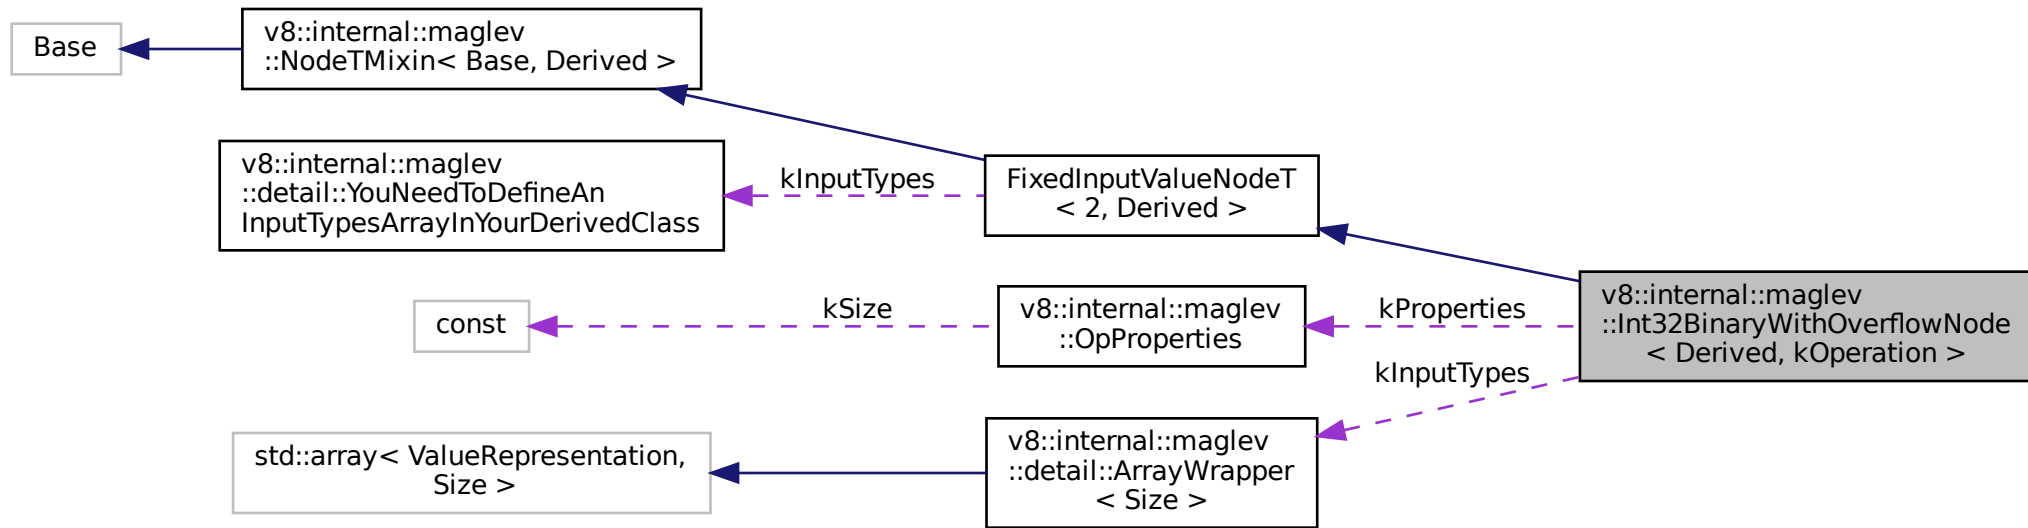 Base
v8::internal::maglev
::NodeTMixin< Base, Derived >
v8::internal::maglev
::detail::YouNeedToDefineAn
InputTypesArrayInYourDerivedClass
kInputTypes
FixedInputValueNodeT
< 2, Derived >
const
kSize
v8::internal::maglev
::OpProperties
kProperties
kInputTypes
v8::internal::maglev
::Int32BinaryWithOverflowNode
< Derived, kOperation >
std::array< ValueRepresentation,
Size >
v8::internal::maglev
::detail::ArrayWrapper
< Size >